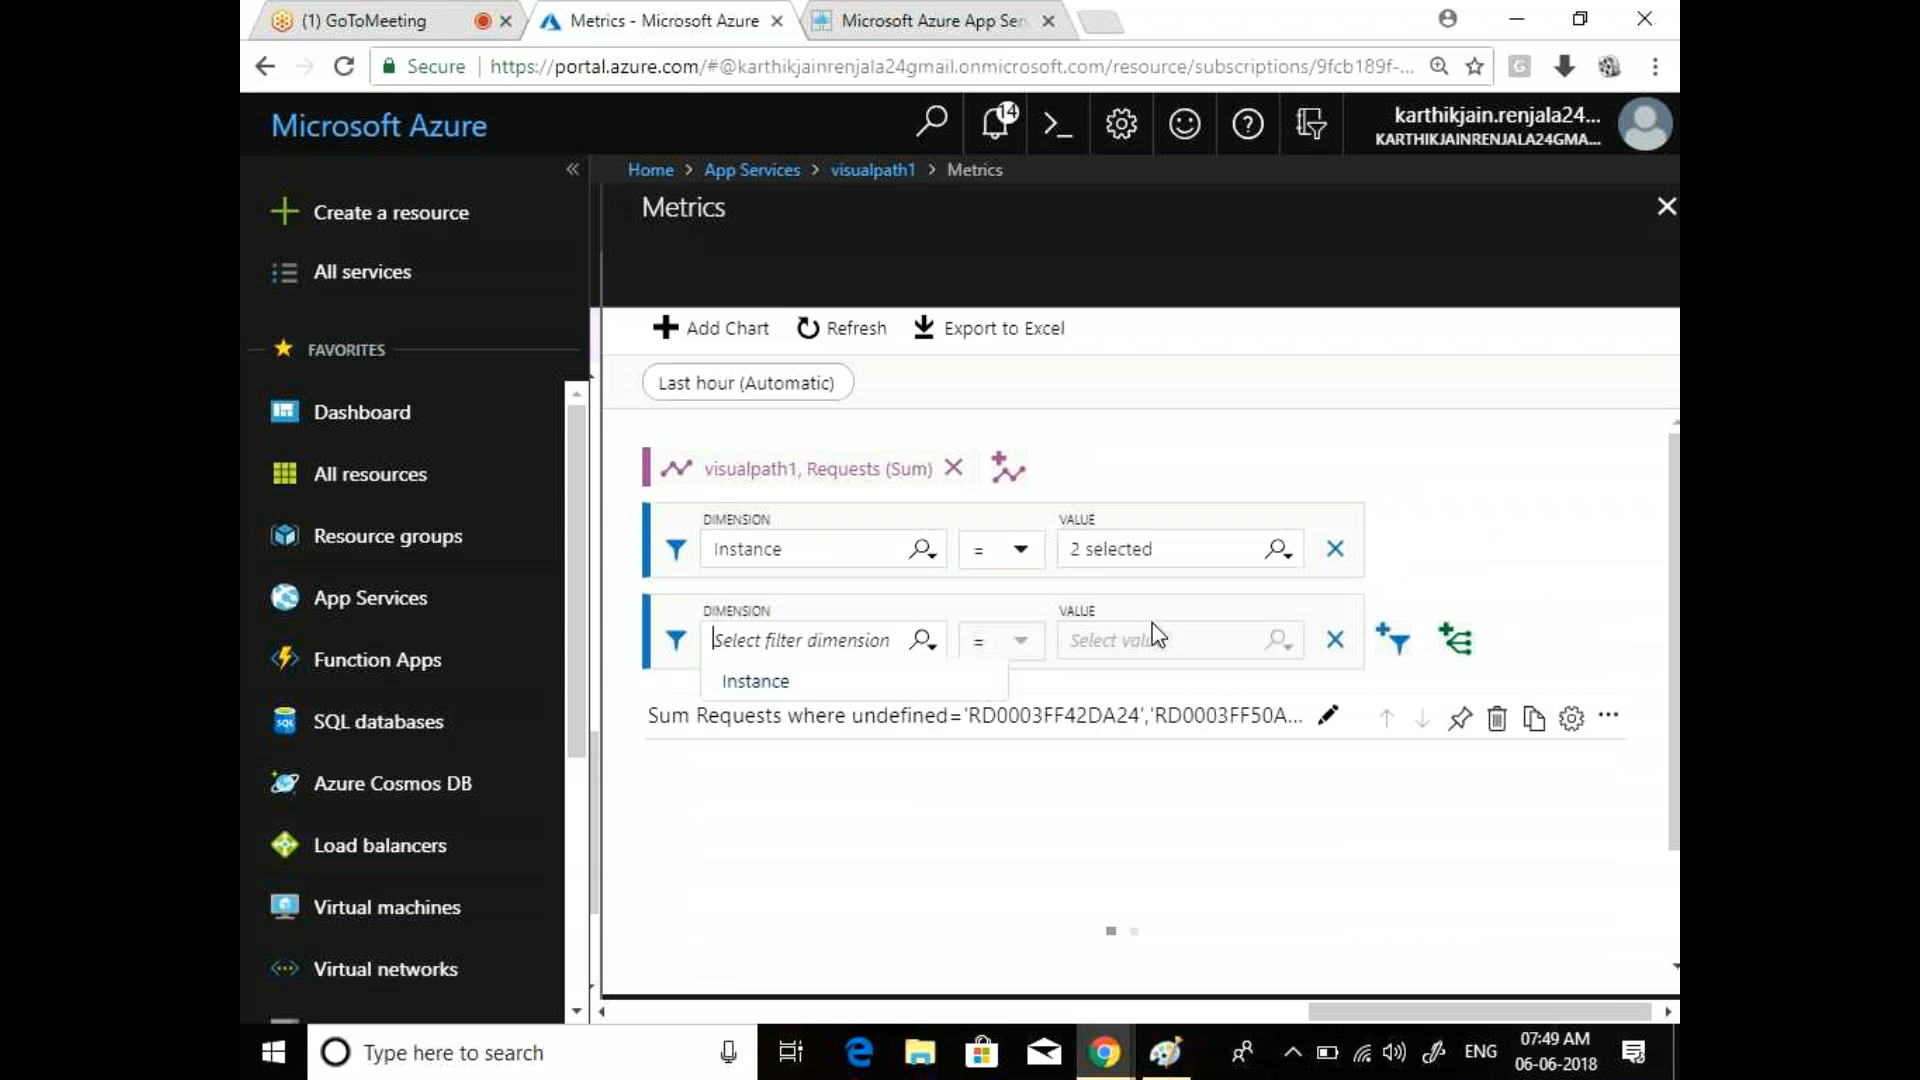 (1) GoToMeeting
Metrics - Microsoft Azure
Microsoft Azure App Ser
Secure
https://portal.azure.com/#@karthikjainrenjala24gmail.onmicrosoft.com/resource/subscriptions/9fcb189f-...
Microsoft Azure
14
karthikjain.renjala24...
KARTHIKJAINRENJALA24GMA...
Home > App Services > visualpath1 > Metrics
Metrics
Create a resource
All services
FAVORITES
Dashboard
All resources
Resource groups
App Services
Function Apps
SQL databases
Azure Cosmos DB
Load balancers
Virtual machines
Virtual networks
Add Chart
Refresh
Export to Excel
Last hour (Automatic)
visualpath1, Requests (Sum)
DIMENSION
VALUE
Instance
=
2 selected
DIMENSION
VALUE
Select filter dimension
=
Select val
Instance
Sum Requests where undefined='RD0003FF42DA24','RD0003FF50A...
Type here to search
ENG
07:49 AM
06-06-2018